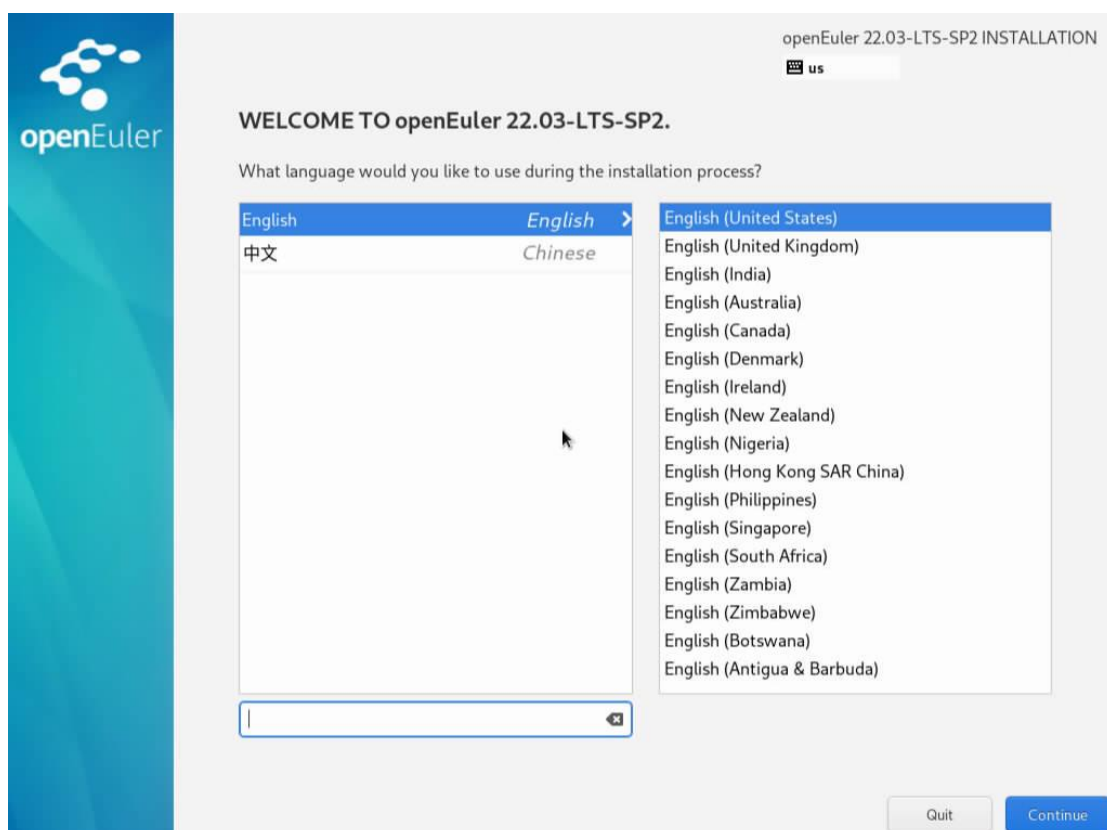 openEuler
openEuler 22.03-LTS-SP2 INSTALLATION
us
WELCOME TO openEuler 22.03-LTS-SP2.
What language would you like to use during the installation process?
English English
中文 Chinese
English (United States)
English (United Kingdom)
English (India)
English (Australia)
English (Canada)
English (Denmark)
English (Ireland)
English (New Zealand)
English (Nigeria)
English (Hong Kong SAR China)
English (Philippines)
English (Singapore)
English (South Africa)
English (Zambia)
English (Zimbabwe)
English (Botswana)
English (Antigua & Barbuda)
Quit
Continue